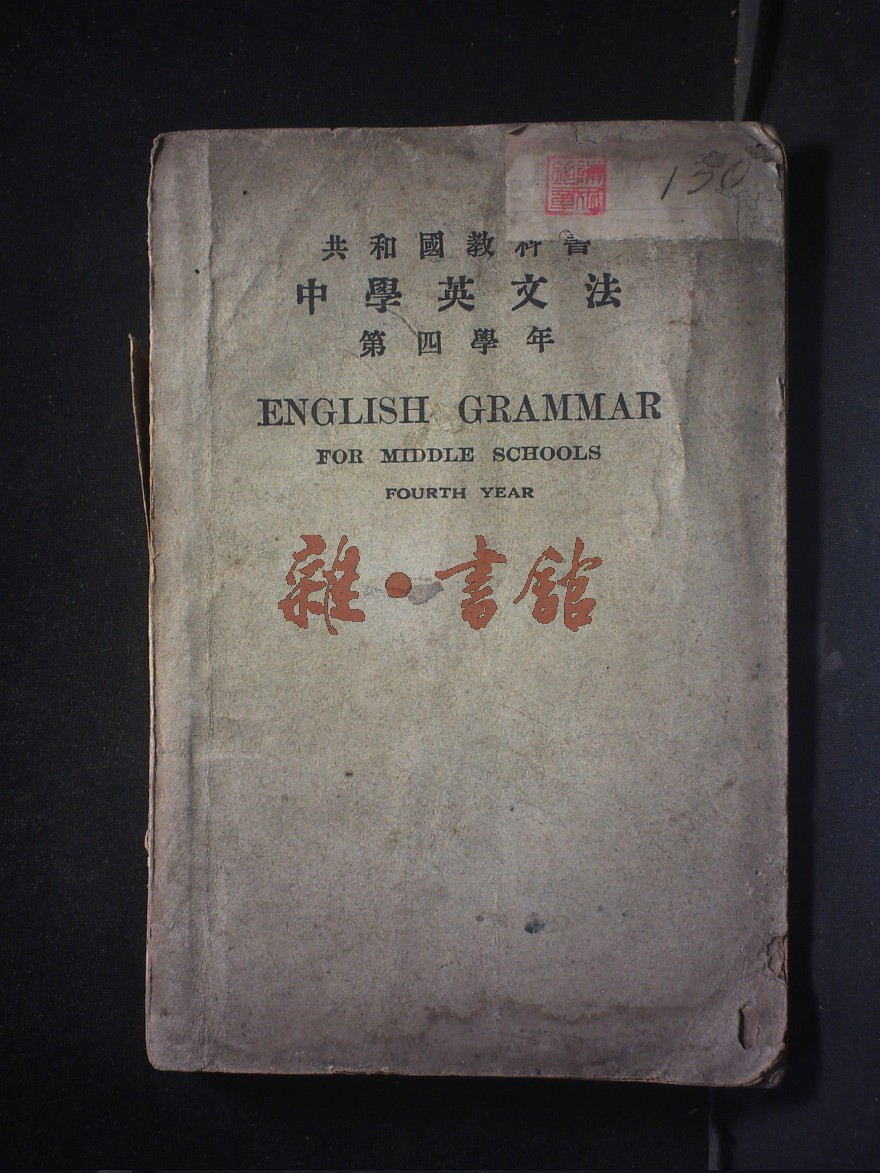 130
共和國教科書
中學英文法
第四學年
ENGLISH GRAMMAR
FOR MIDDLE SCHOOLS
FOURTH YEAR
雜●書館